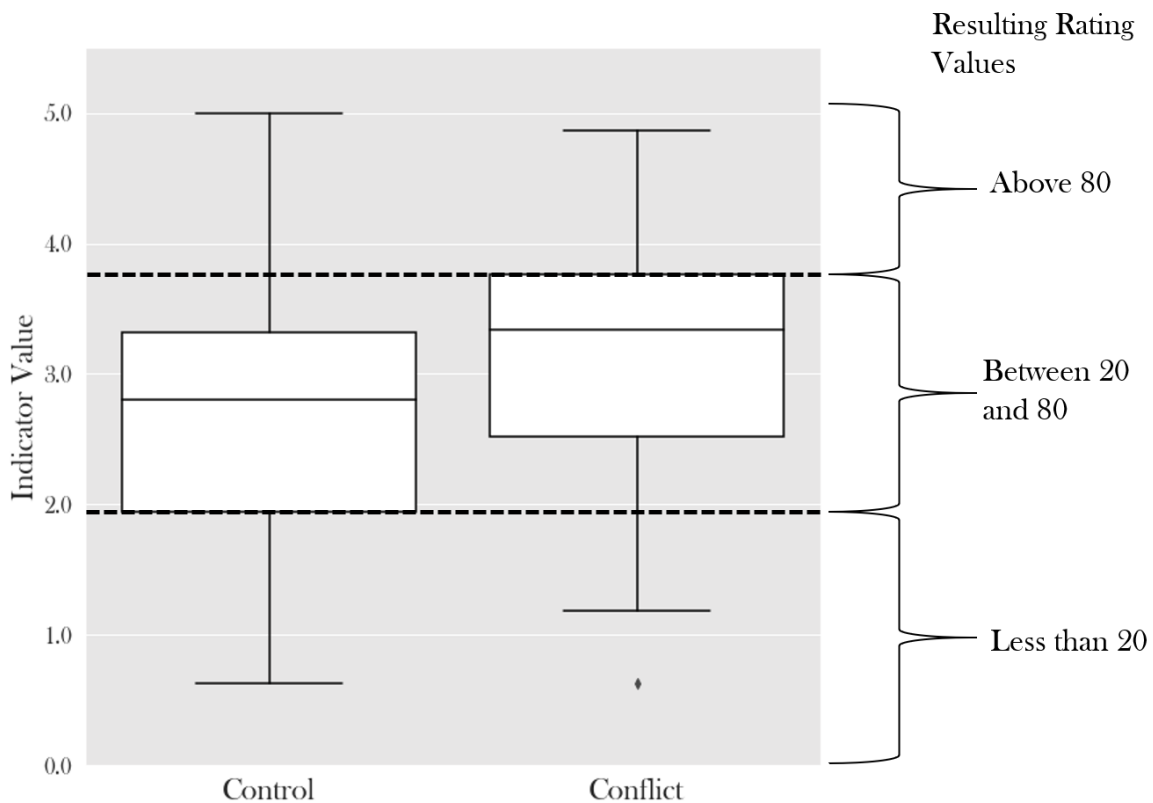 Resulting Rating
Values
5.0
Above 80
4.0
Between 20
and 80
3.0
Indicator Value
2.0
1.0
Less than 20
0.0
Control
Conflict